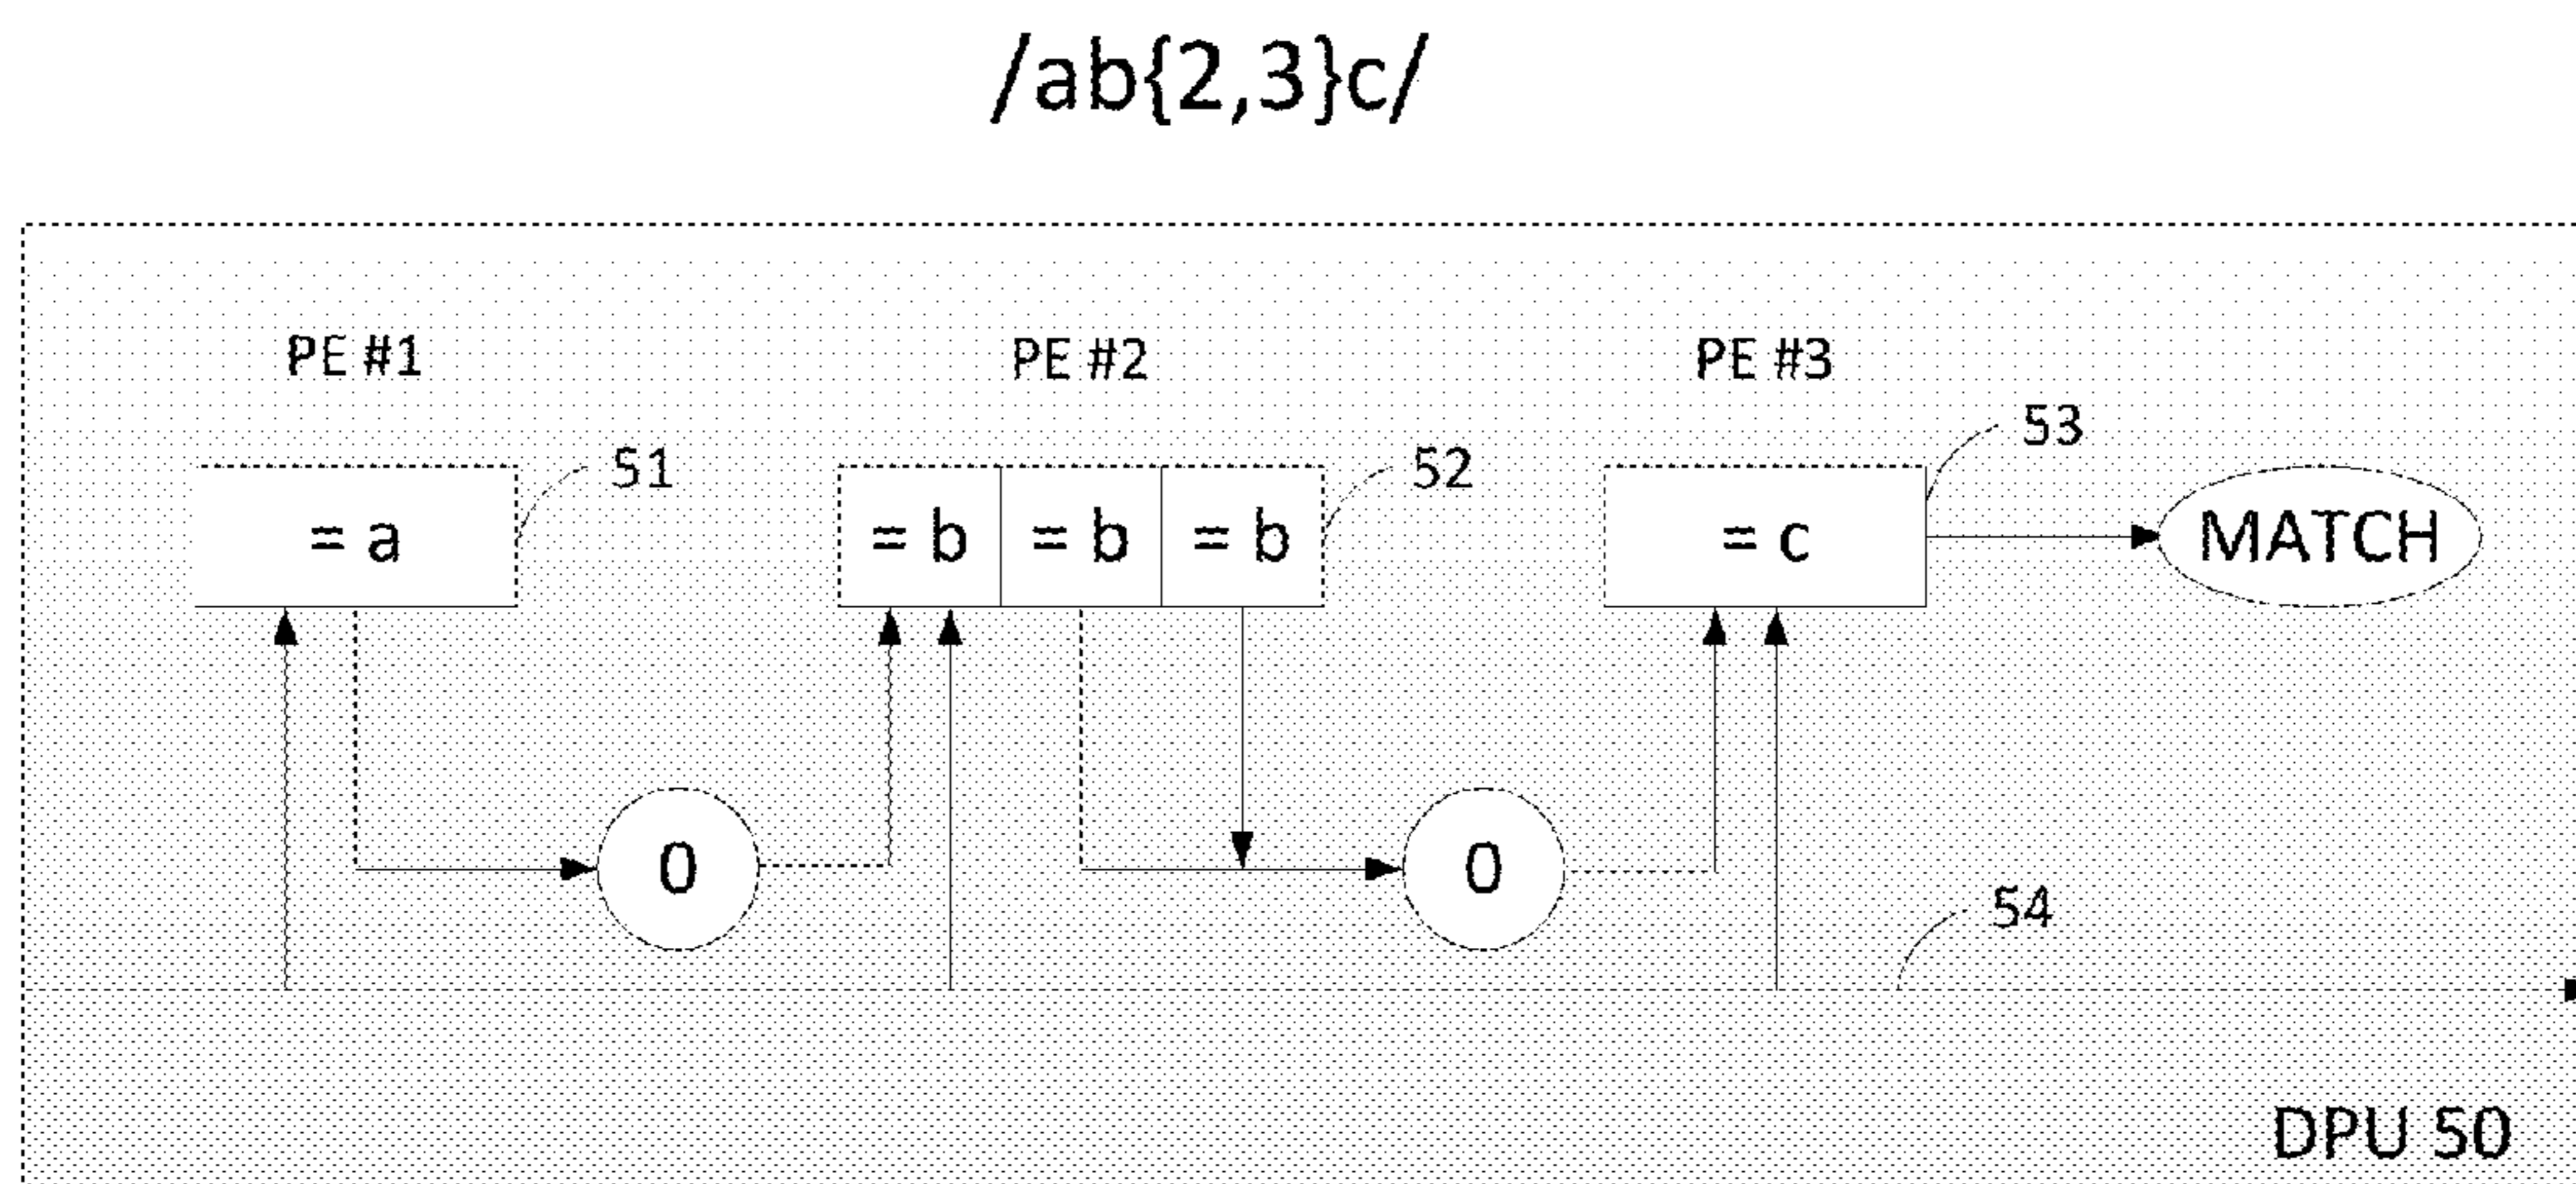 /ab{2,3}c/
PE #1
PE #2
PE #3
51
52
53
= a
= b
= b
= b
= c
MATCH
0
0
54
DPU 50